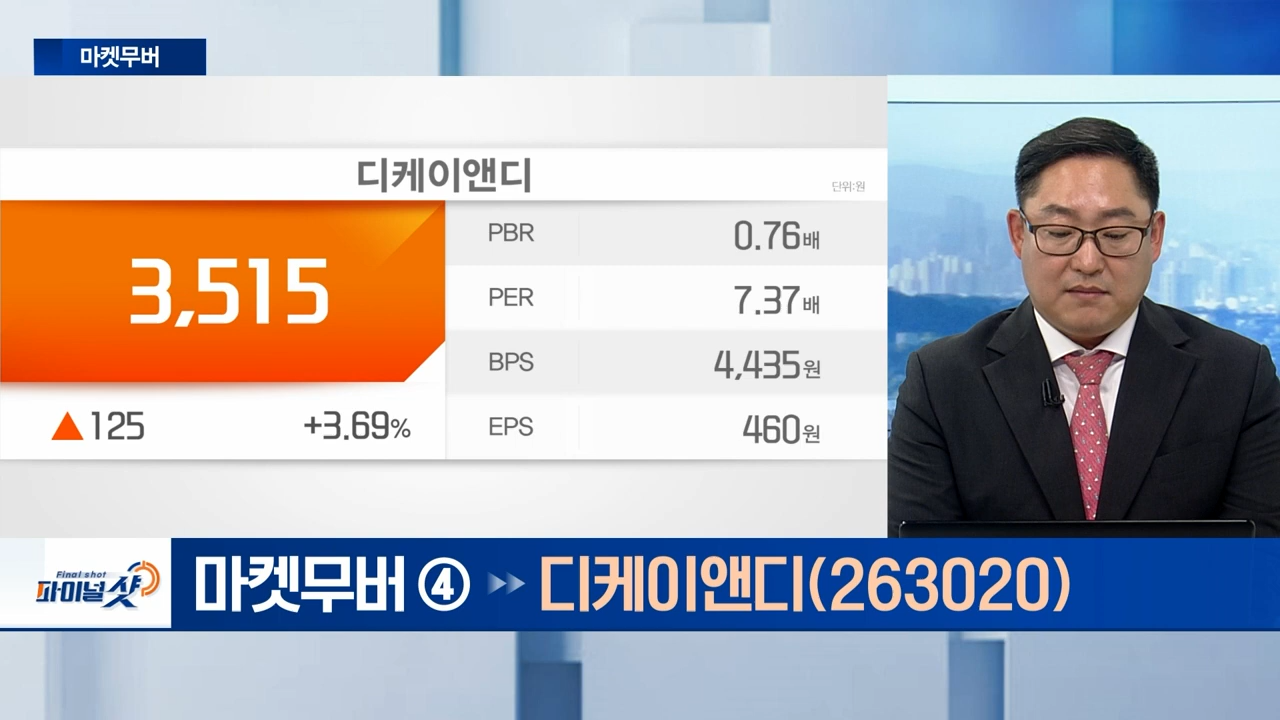 마켓무버
디케이앤디
단위:원
3,515
▲125 +3.69%
PBR 0.76배
PER 7.37배
BPS 4,435원
EPS 460원
Final shot
파이널샷
마켓무버④ 디케이앤디(263020)